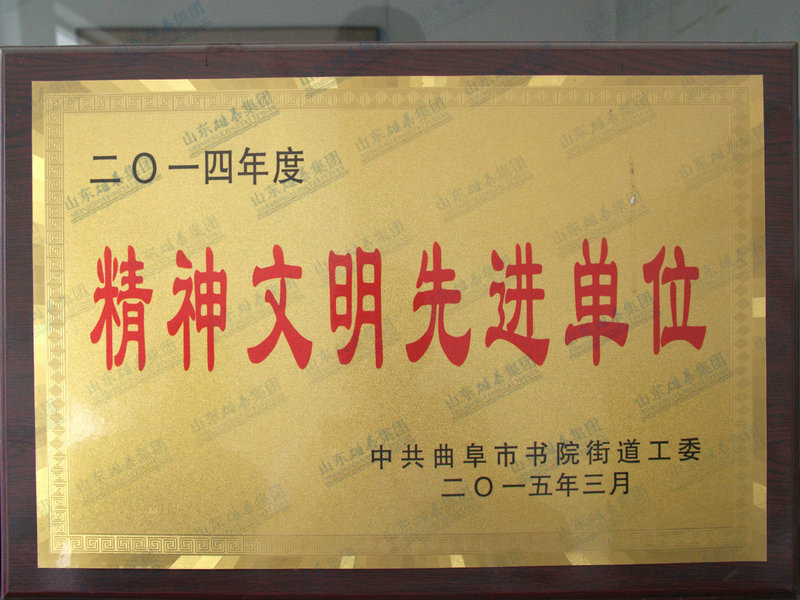 二〇一四年度
精神文明先进单位
中共曲阜市书院街道工委
二〇一五年三月